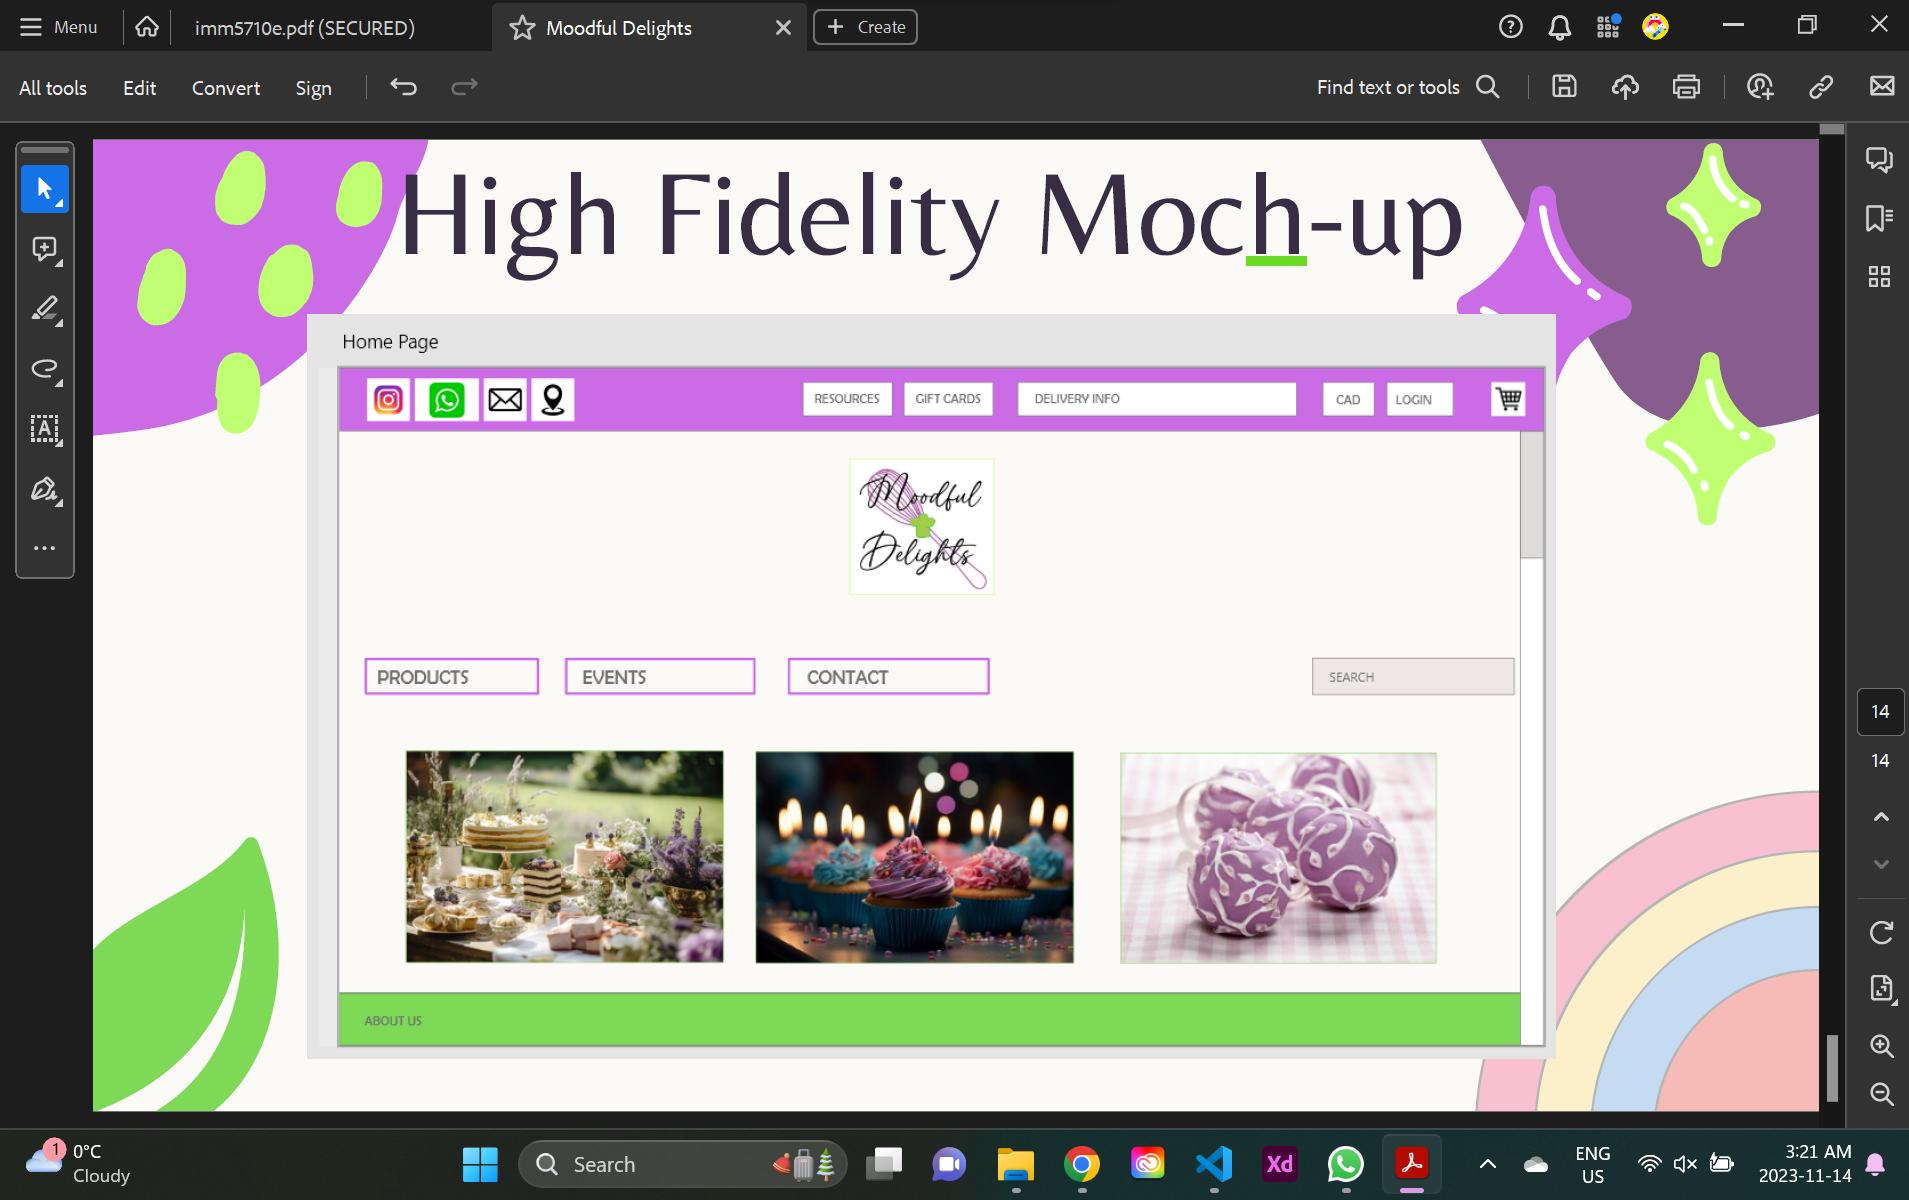 Menu
imm5710e.pdf (SECURED)
Moodful Delights
Create
All tools
Edit
Convert
Sign
Find text or tools
High Fidelity Moch-up
Home Page
RESOURCES
GIFT CARDS
DELIVERY INFO
CAD
LOGIN
Moodful
Delights
PRODUCTS
EVENTS
CONTACT
SEARCH
ABOUT US
14
14
1
0°C
Cloudy
Search
Xd
ENG
US
3:21 AM
2023-11-14